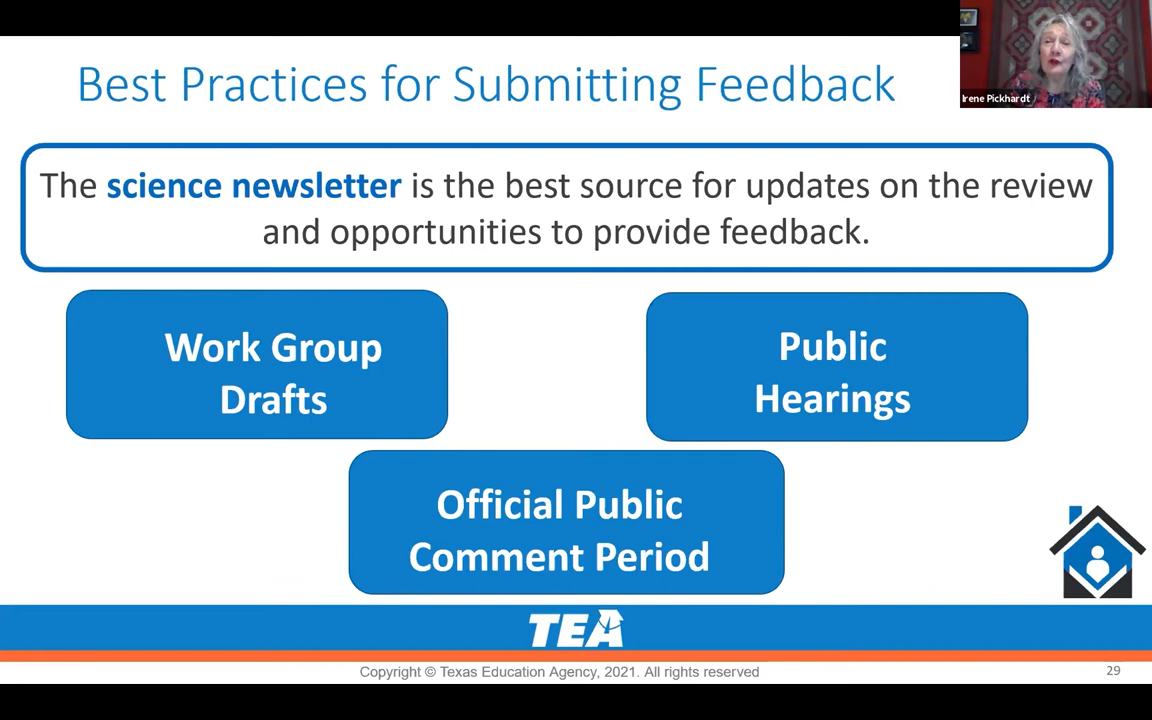 Best Practices for Submitting Feedback
Irene Pickhardt
The science newsletter is the best source for updates on the review
and opportunities to provide feedback.
Work Group
Drafts
Public
Hearings
Official Public
Comment Period
TEA
Copyright © Texas Education Agency, 2021. All rights reserved
29